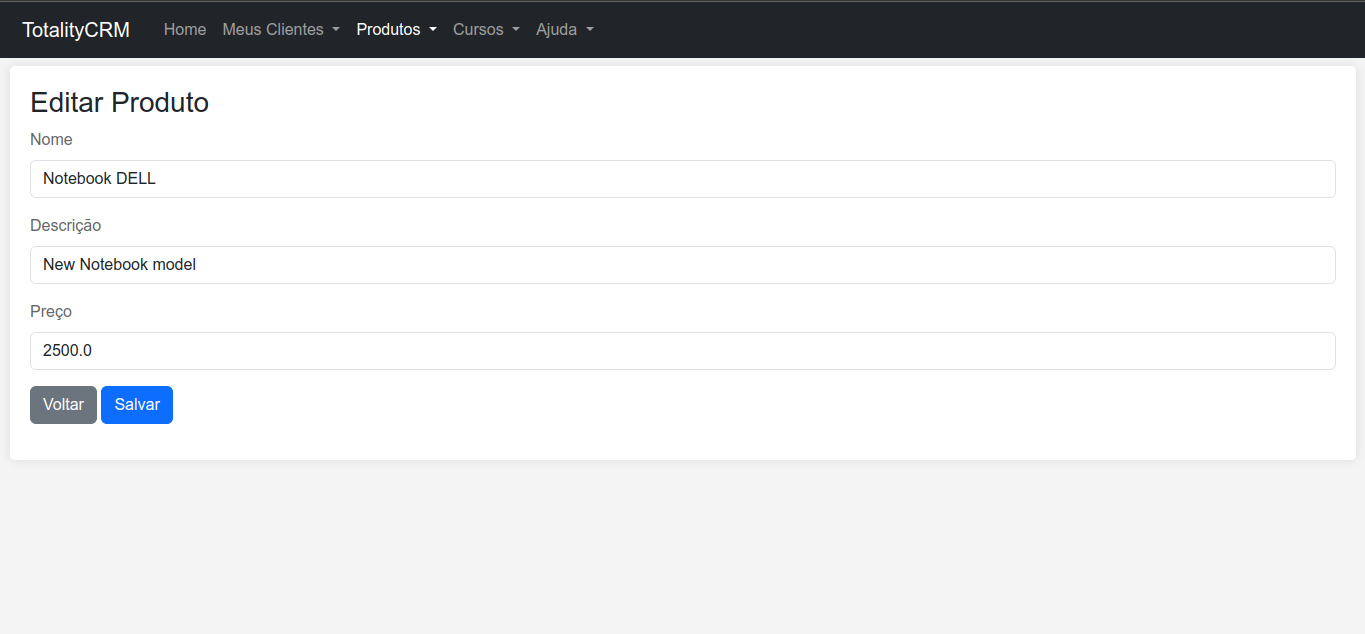 TotalityCRM Home Meus Clientes Produtos Cursos Ajuda
Editar Produto
Nome
Notebook DELL
Descrição
New Notebook model
Preço
2500.0
Voltar Salvar